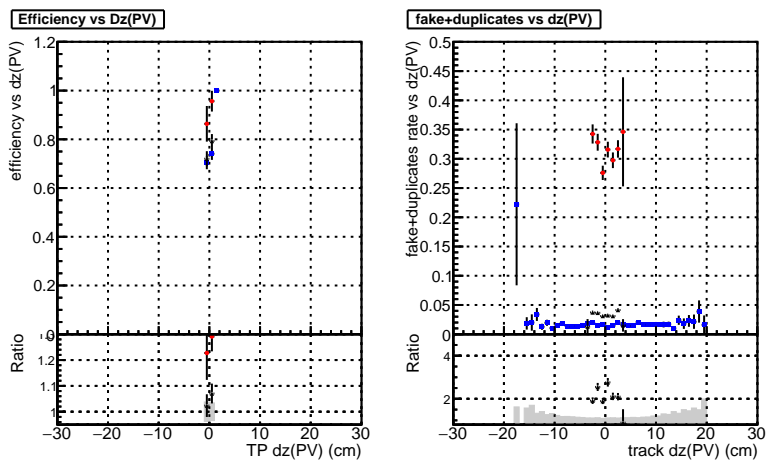 Efficiency vs Dz(PV)
efficiency vs dz(PV)
1.2
1
0.8
0.6
0.4
0.2
0
Ratio
1.2
1.1
1
−30 −20 −10 0 10 20 30
TP dz(PV) (cm)
fake+duplicates vs dz(PV)
fake+duplicates rate vs dz(PV)
0.5
0.45
0.4
0.35
0.3
0.25
0.2
0.15
0.1
0.05
0
Ratio
4
2
−30 −20 −10 0 10 20 30
track dz(PV) (cm)